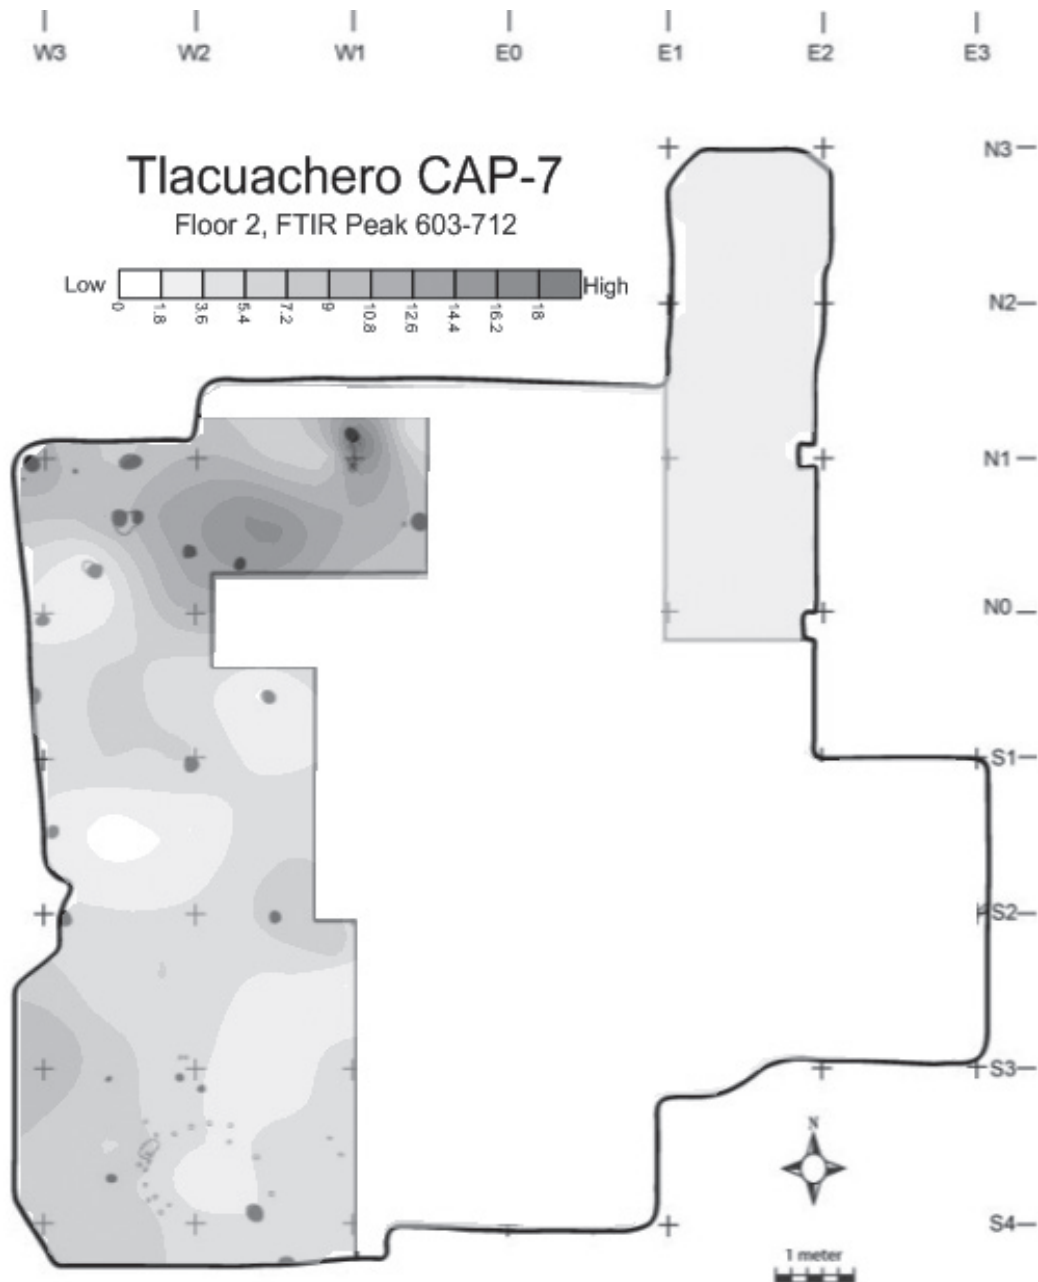 W3 W2 W1 E0 E1 E2 E3
N3
Tlacuachero CAP-7
Floor 2, FTIR Peak 603-712
Low High
0 1.8 3.6 5.4 7.2 9 10.8 12.6 14.4 16.2 18
N2
N1
N0
S1
S2
S3
N
S4
1 meter